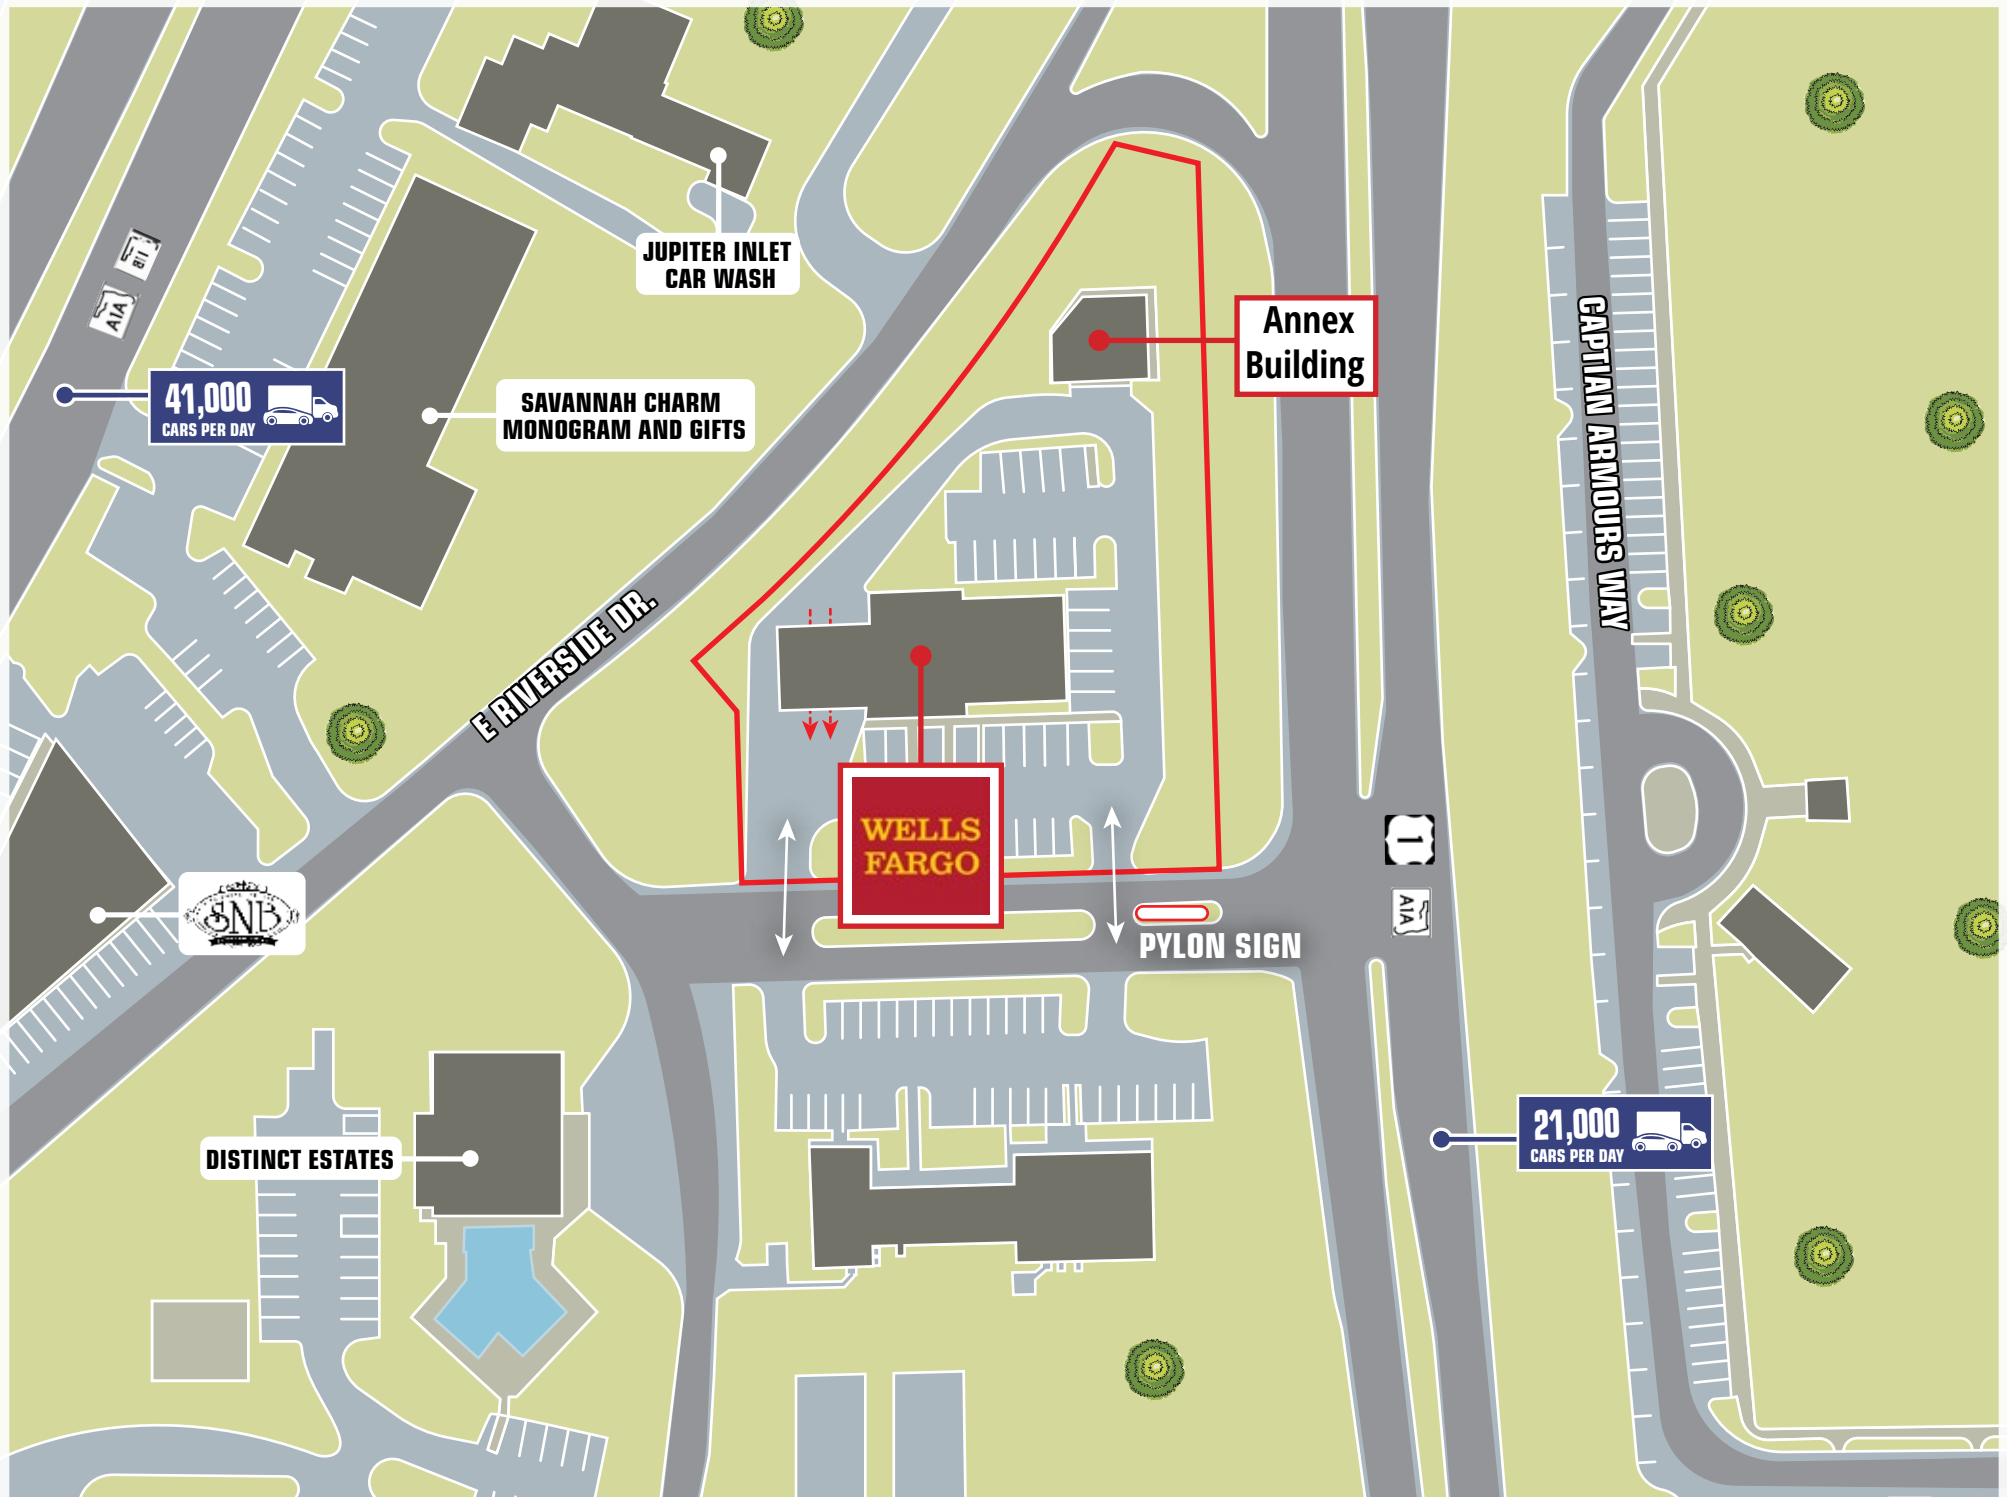 JUPITER INLET
CAR WASH
811
A1A
41,000
CARS PER DAY
SAVANNAH CHARM
MONOGRAM AND GIFTS
Annex
Building
CAPTIAN ARMOURS WAY
E RIVERSIDE DR.
WELLS
FARGO
1
A1A
PYLON SIGN
SNB
DISTINCT ESTATES
21,000
CARS PER DAY